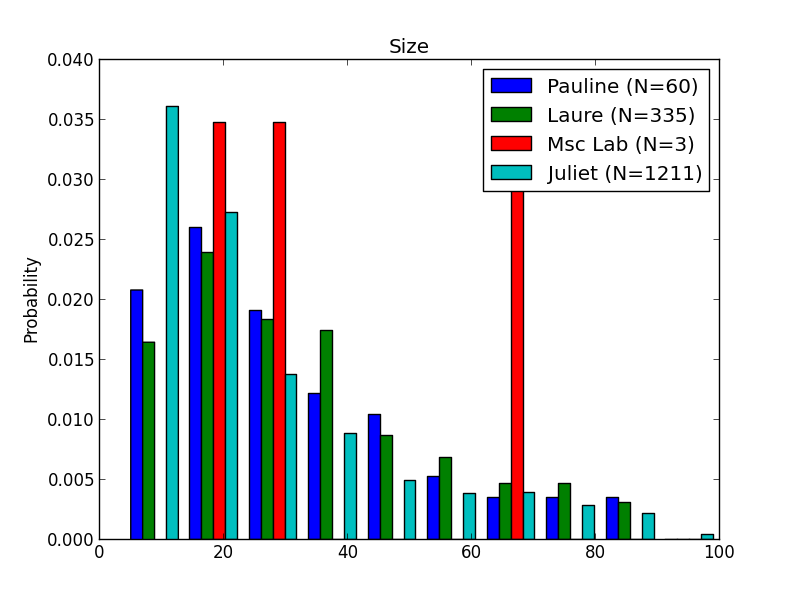 Size
0.040
0.035
0.030
0.025
0.020
0.015
0.010
0.005
0.000
Probability
Pauline (N=60)
Laure (N=335)
Msc Lab (N=3)
Juliet (N=1211)
0 20 40 60 80 100